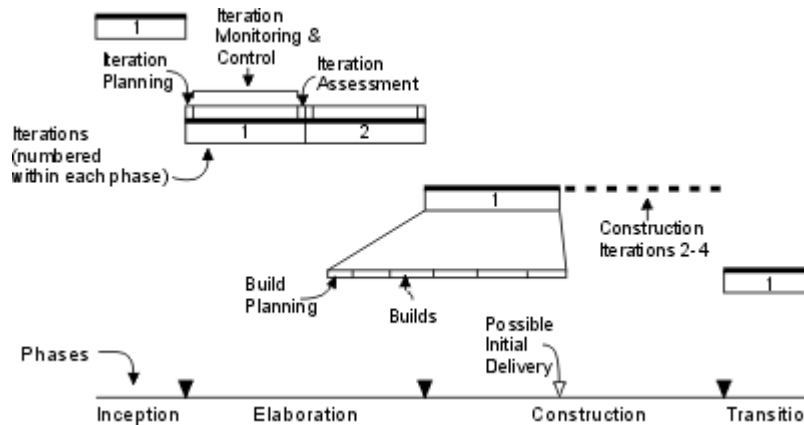 1
Iteration
Monitoring &
Control
Iteration
Planning
Iteration
Assessment
1
2
Iterations
(numbered
within each phase)
1
Construction
Iterations 2-4
Build
Planning
Builds
1
Possible
Initial
Delivery
Phases
Inception
Elaboration
Construction
Transitio